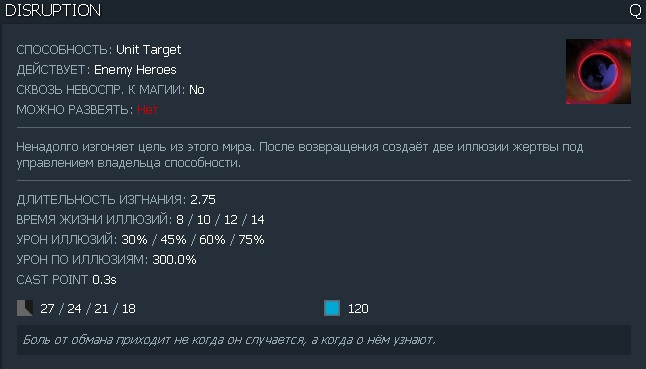 DISRUPTION Q
СПОСОБНОСТЬ: Unit Target
ДЕЙСТВУЕТ: Enemy Heroes
СКВОЗЬ НЕВОСПР. К МАГИИ: No
МОЖНО РАЗВЕЯТЬ: Нет
Ненадолго изгоняет цель из этого мира. После возвращения создаёт две иллюзии жертвы под
управлением владельца способности.
ДЛИТЕЛЬНОСТЬ ИЗГНАНИЯ: 2.75
ВРЕМЯ ЖИЗНИ ИЛЛЮЗИЙ: 8 / 10 / 12 / 14
УРОН ИЛЛЮЗИЙ: 30% / 45% / 60% / 75%
УРОН ПО ИЛЛЮЗИЯМ: 300.0%
CAST POINT 0.3s
27 / 24 / 21 / 18 120
Боль от обмана приходит не когда он случается, а когда о нём узнают.